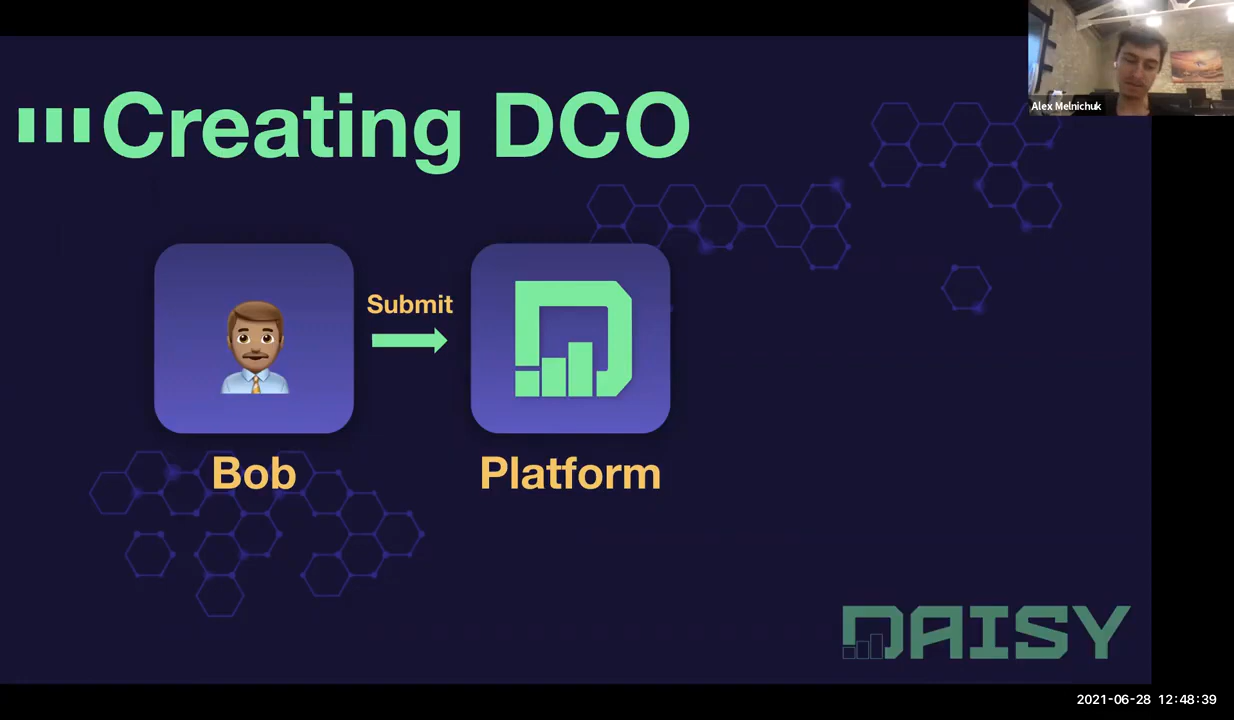 Creating DCO
Alex Melnichuk
Submit
Bob
Platform
DAISY
2021-06-28 12:48:39